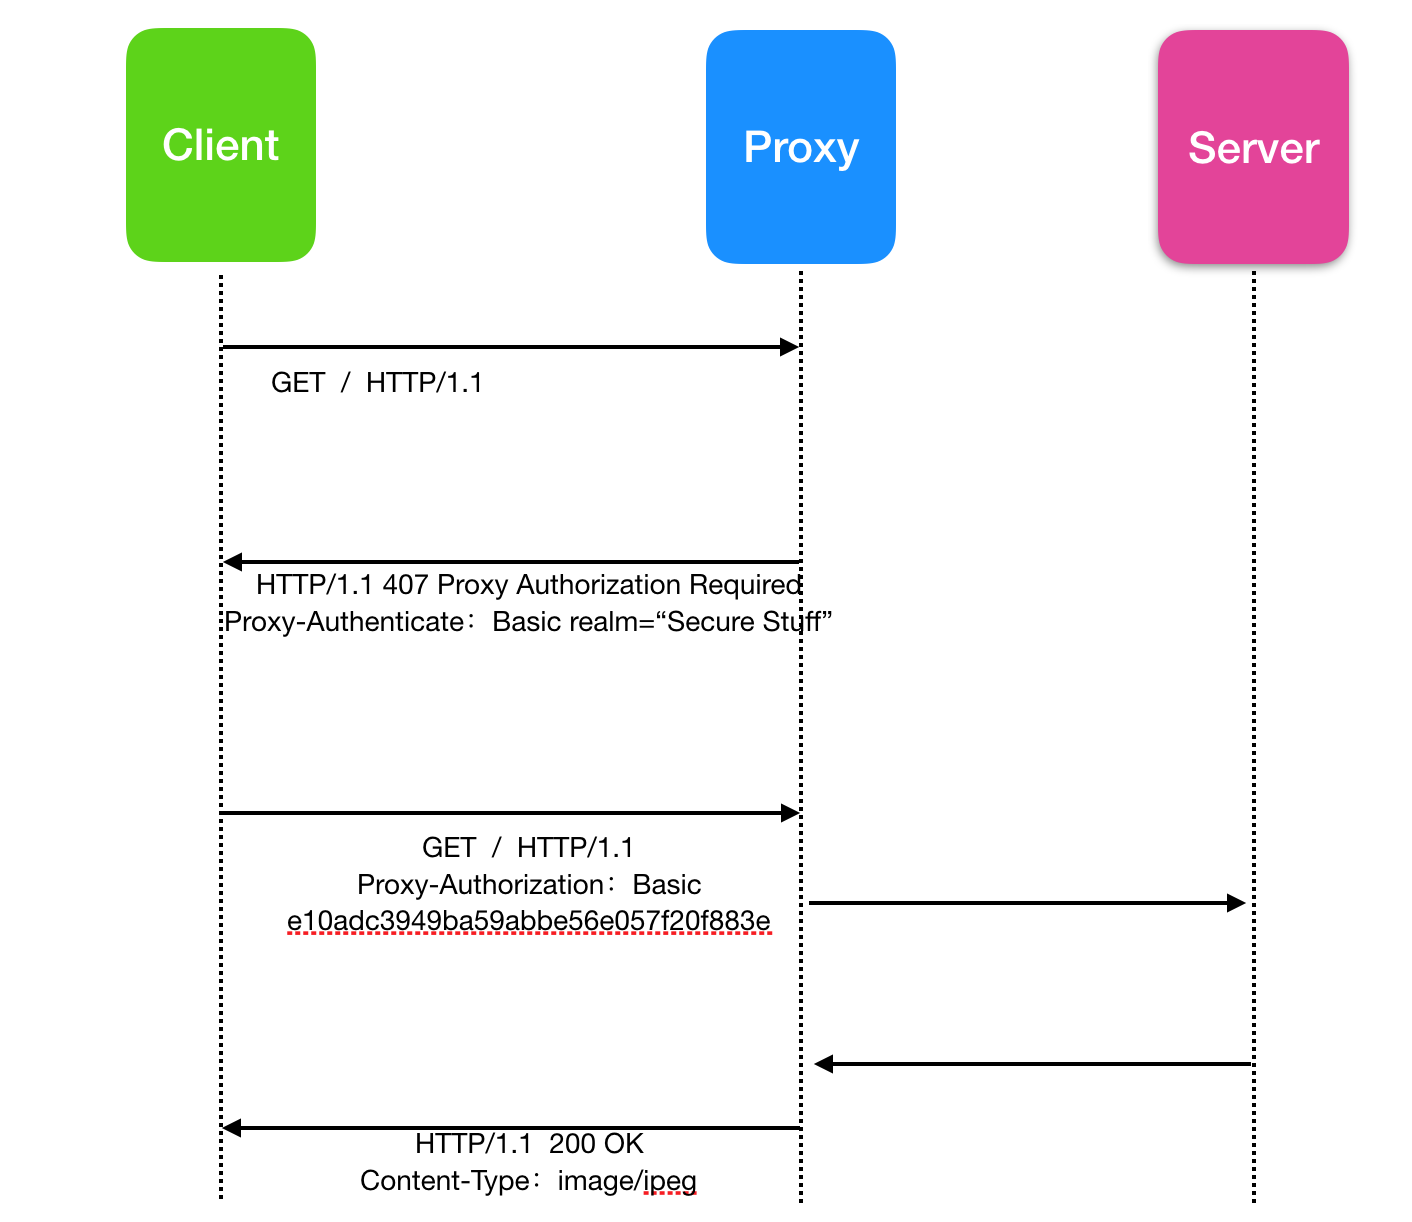 Client
Proxy
Server
GET / HTTP/1.1
HTTP/1.1 407 Proxy Authorization Required
Proxy-Authenticate：Basic realm=“Secure Stuff”
GET / HTTP/1.1
Proxy-Authorization：Basic
e10adc3949ba59abbe56e057f20f883e
HTTP/1.1 200 OK
Content-Type：image/ipeg